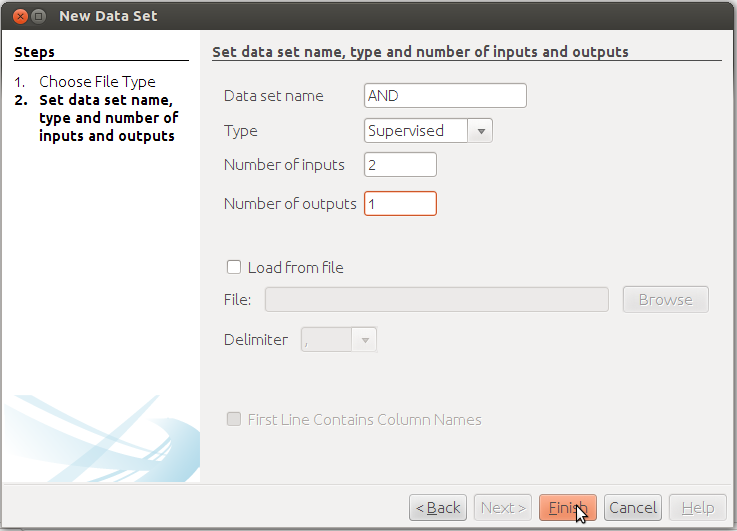 New Data Set
Steps
1. Choose File Type
2. Set data set name,
type and number of
inputs and outputs
Set data set name, type and number of inputs and outputs
Data set name AND
Type Supervised
Number of inputs 2
Number of outputs 1
Load from file
File: Browse
Delimiter ,
First Line Contains Column Names
< Back Next > Finish Cancel Help